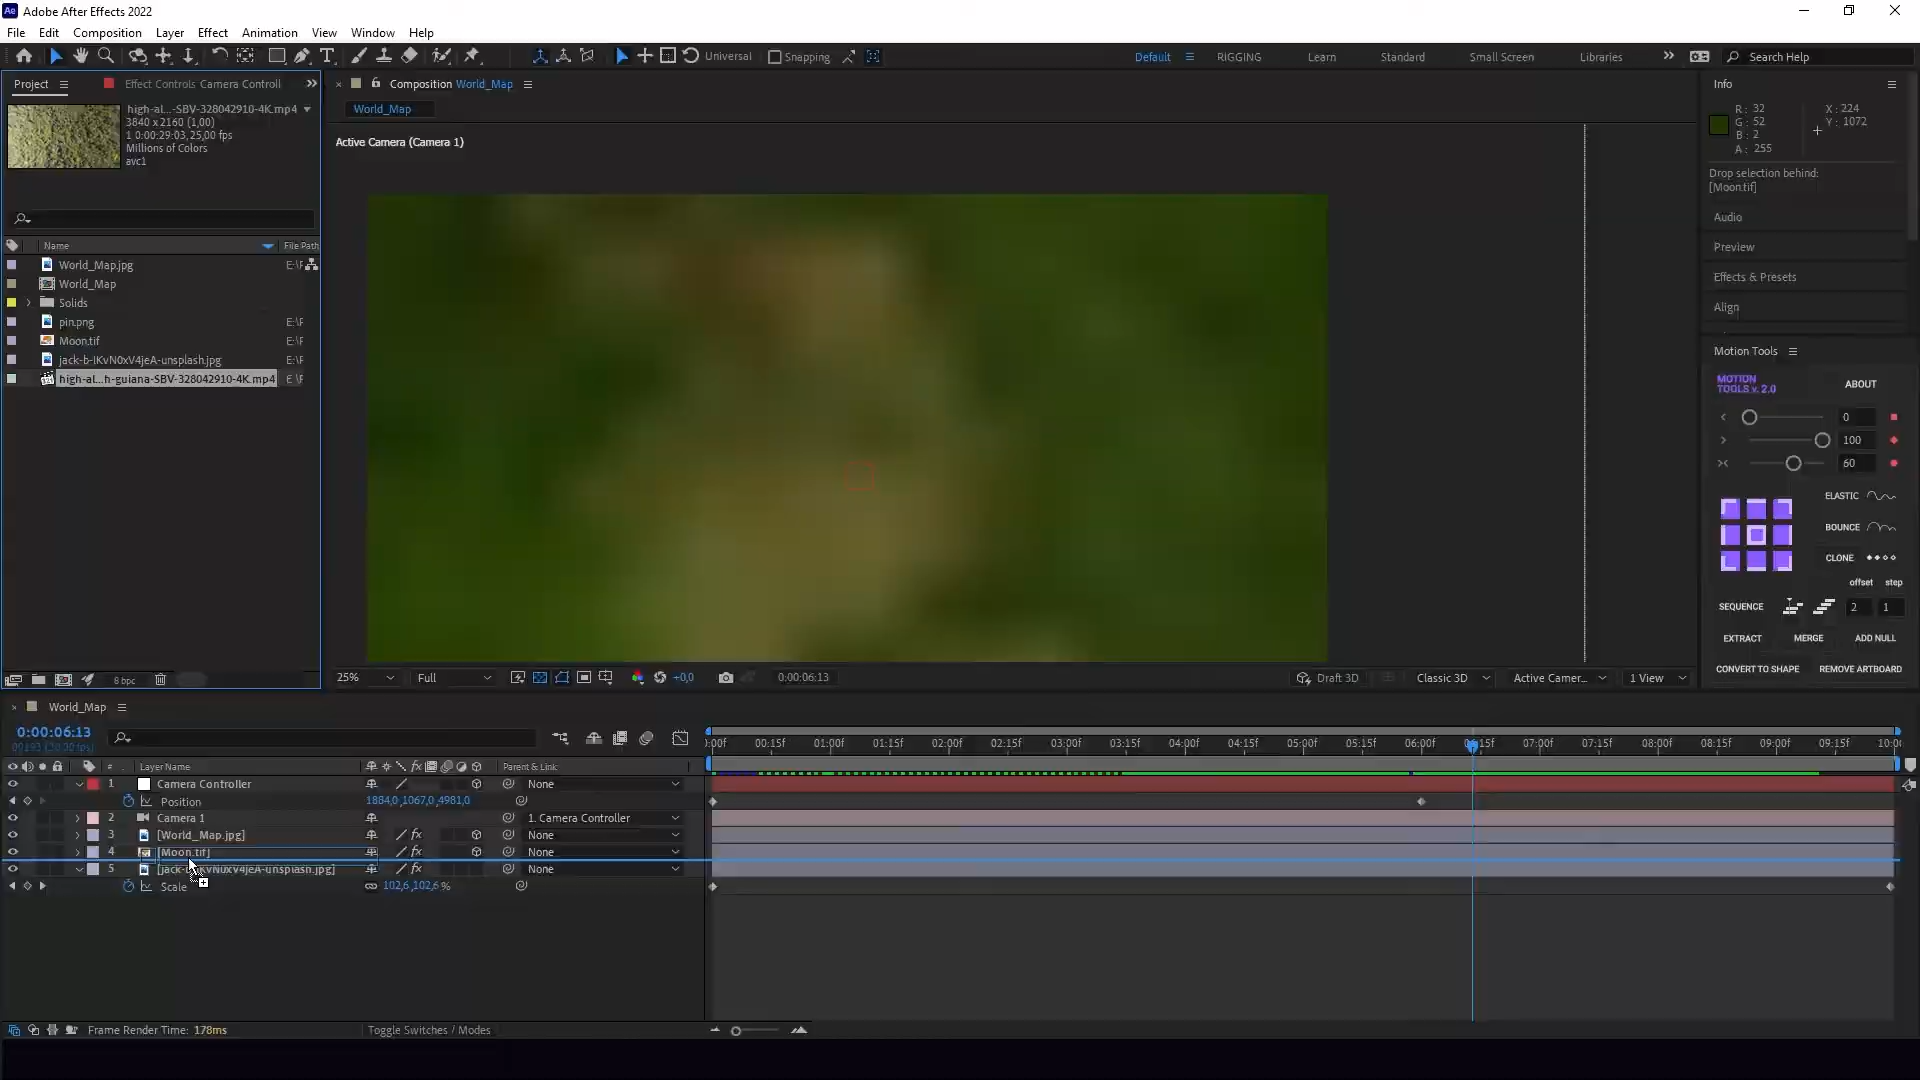 Adobe After Effects 2022
File Edit Composition Layer Effect Animation View Window Help
Universal Snapping Default RIGGING Learn Standard Small Screen Libraries Search Help
Project Effect Controls Camera Controll
high-al...-SBV-328042910-4K.mp4
3840 x 2160 (1,00)
1 0:00:29:03, 25,00 fps
Millions of Colors
avc1
Name File Path
World_Map.jpg
World_Map
Solids
pin.png
Moon.tif
jack-b-IKvN0xV4jeA-unsplash.jpg
high-al...h-guiana-SBV-328042910-4K.mp4
8 bpc
Composition World_Map
World_Map
Active Camera (Camera 1)
25% Full +0,0 0:00:06:13 Draft 3D Classic 3D Active Camer... 1 View
Info
R: 32
G: 52
B: 2
A: 255
X: 224
Y: 1072
Drop selection behind:
[Moon.tif]
Audio
Preview
Effects & Presets
Align
Motion Tools
MOTION
TOOLS v. 2.0
ABOUT
0
100
60
ELASTIC
BOUNCE
CLONE
offset step
SEQUENCE 2 1
EXTRACT MERGE ADD NULL
CONVERT TO SHAPE REMOVE ARTBOARD
World_Map
0:00:06:13
00193 (30.00 fps)
:00f 00:15f 01:00f 01:15f 02:00f 02:15f 03:00f 03:15f 04:00f 04:15f 05:00f 05:15f 06:00f 07:00f 07:15f 08:00f 08:15f 09:00f 09:15f
# Layer Name Parent & Link
1 Camera Controller None
Position 1884,0,1067,0,4981,0
2 Camera 1 1. Camera Controller
3 [World_Map.jpg] None
4 [Moon.tif] None
5 [jack-b-IKvN0xV4jeA-unsplash.jpg] None
Scale 102,6,102,6%
Frame Render Time: 178ms Toggle Switches / Modes